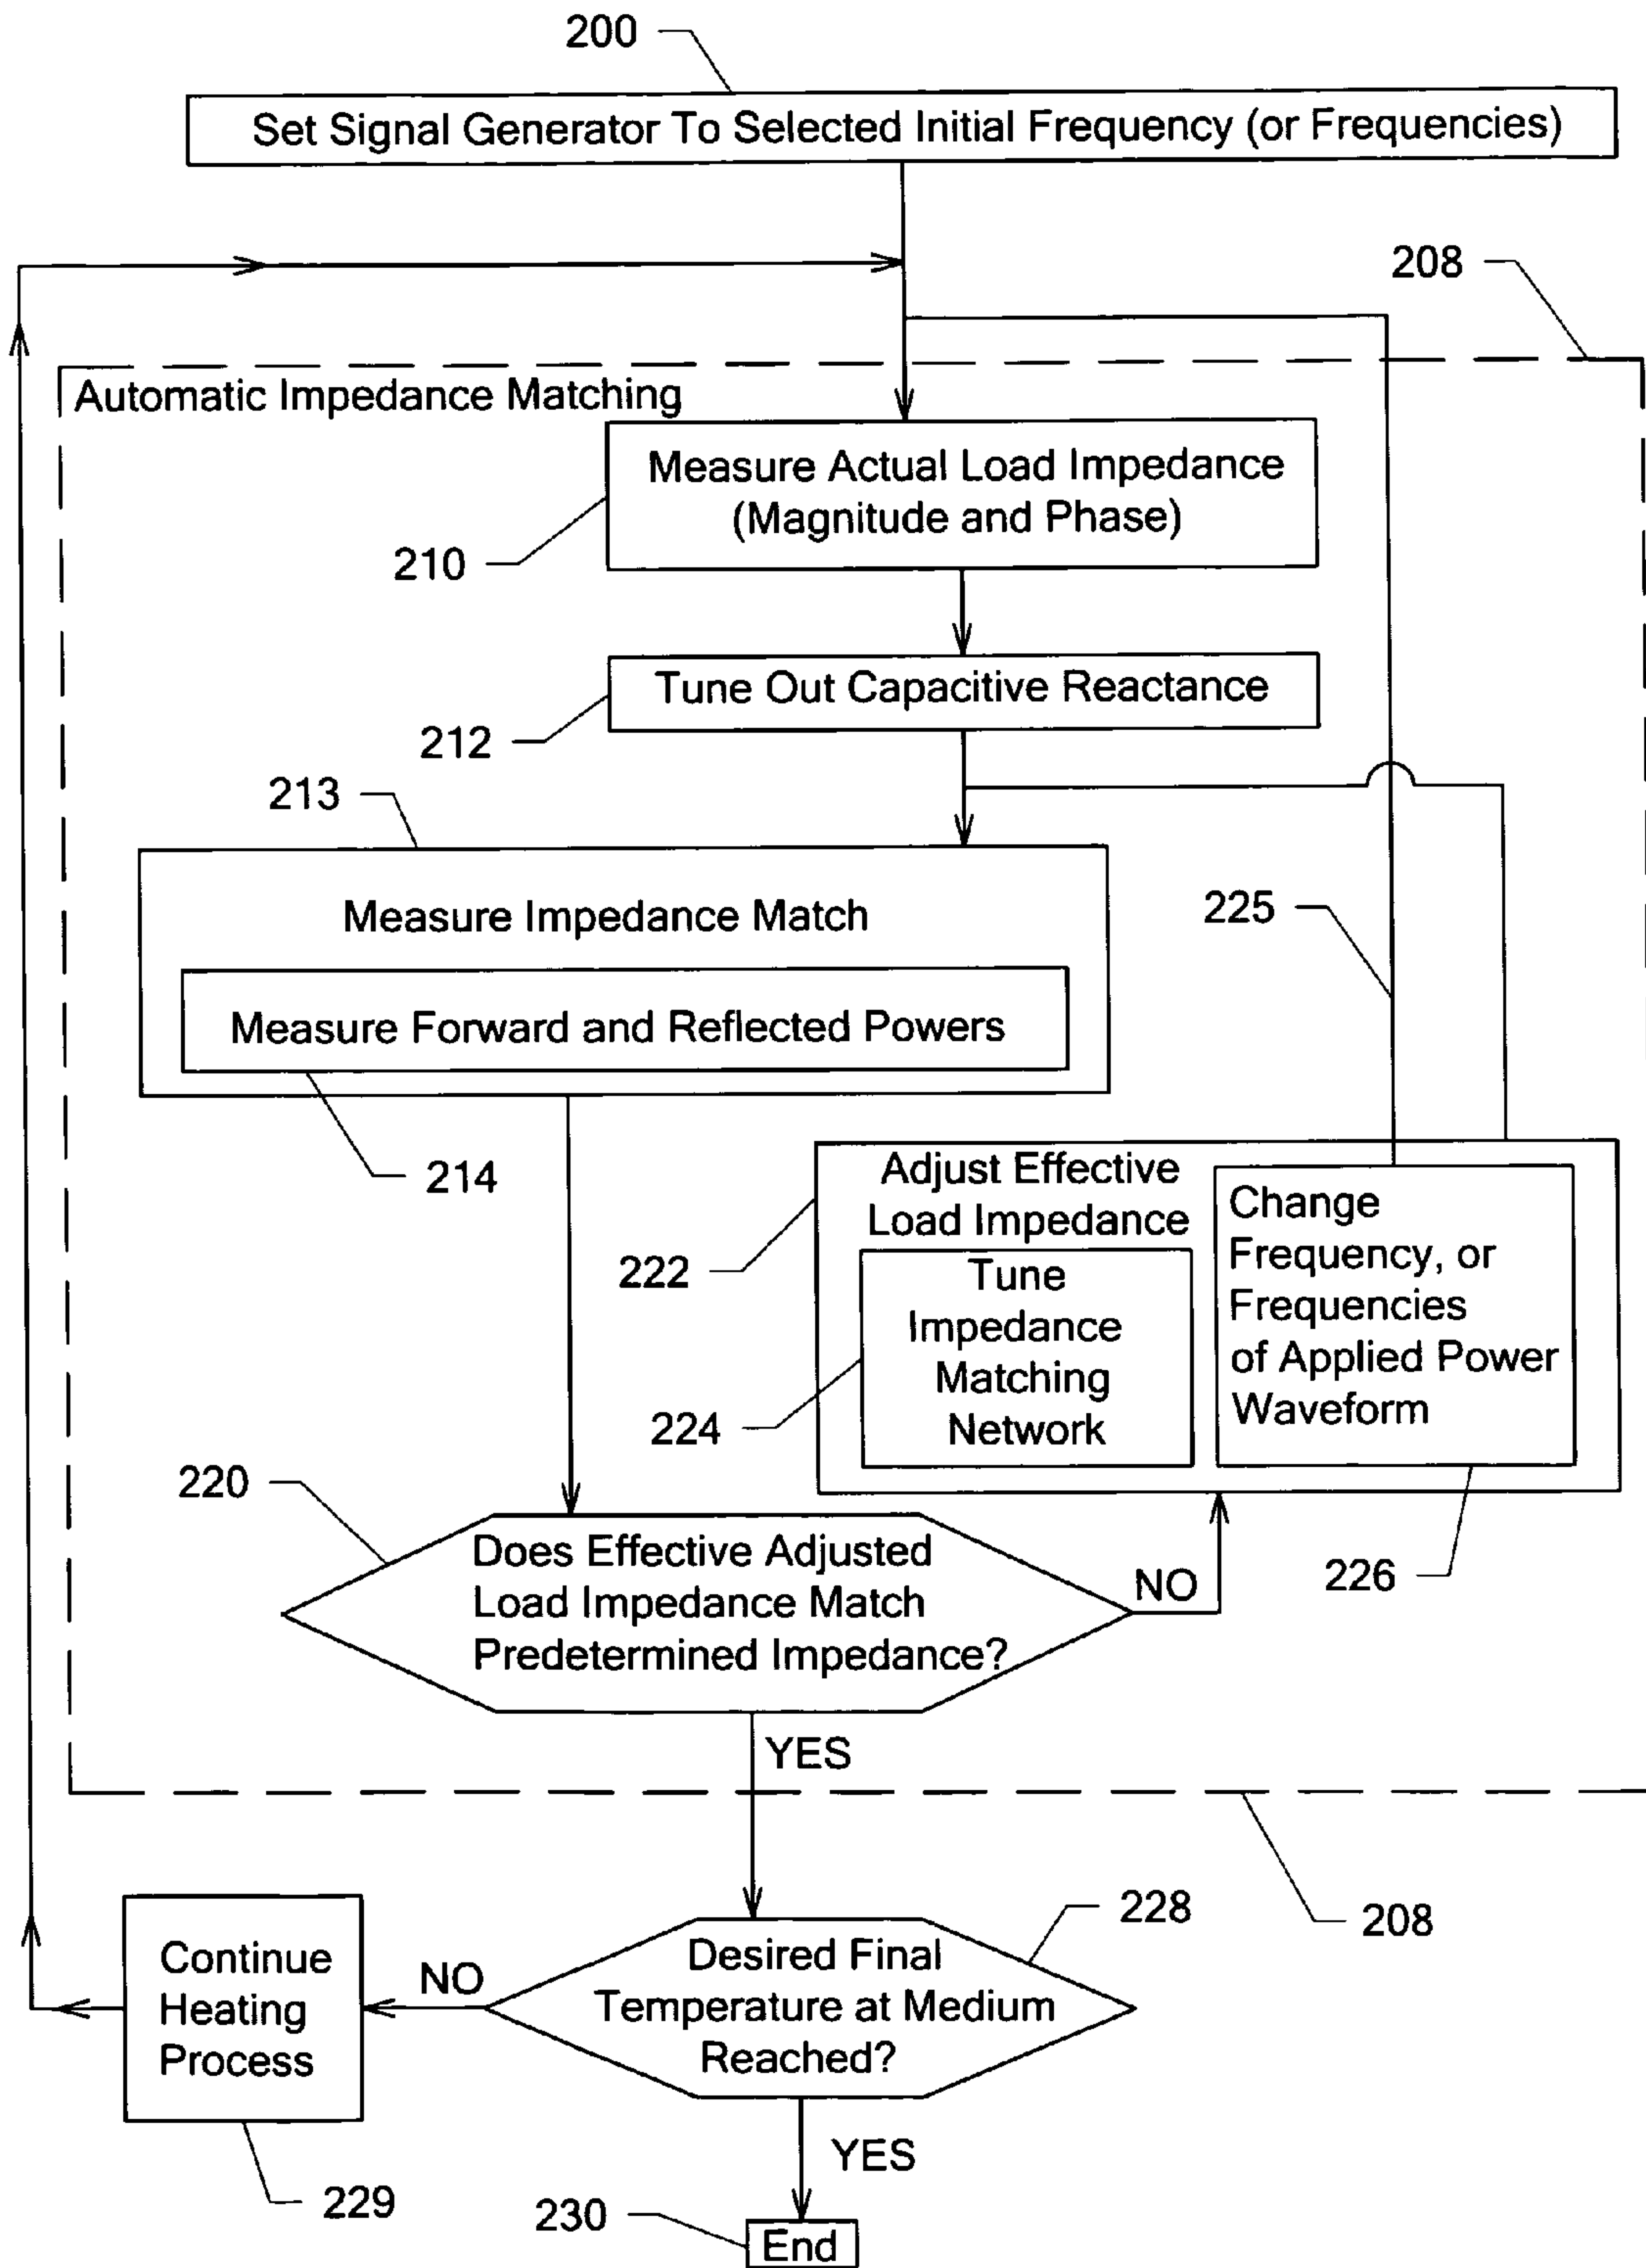 200
Set Signal Generator To Selected Initial Frequency (or Frequencies)
208
Automatic Impedance Matching
Measure Actual Load Impedance
(Magnitude and Phase)
210
Tune Out Capacitive Reactance
212
213
Measure Impedance Match
225
Measure Forward and Reflected Powers
214
Adjust Effective
Load Impedance
222
Tune
Impedance
Matching
Network
224
Change
Frequency, or
Frequencies
of Applied Power
Waveform
226
220
Does Effective Adjusted
Load Impedance Match
Predetermined Impedance?
NO
YES
208
228
Desired Final
Temperature at Medium
Reached?
NO
Continue
Heating
Process
229
YES
230
End